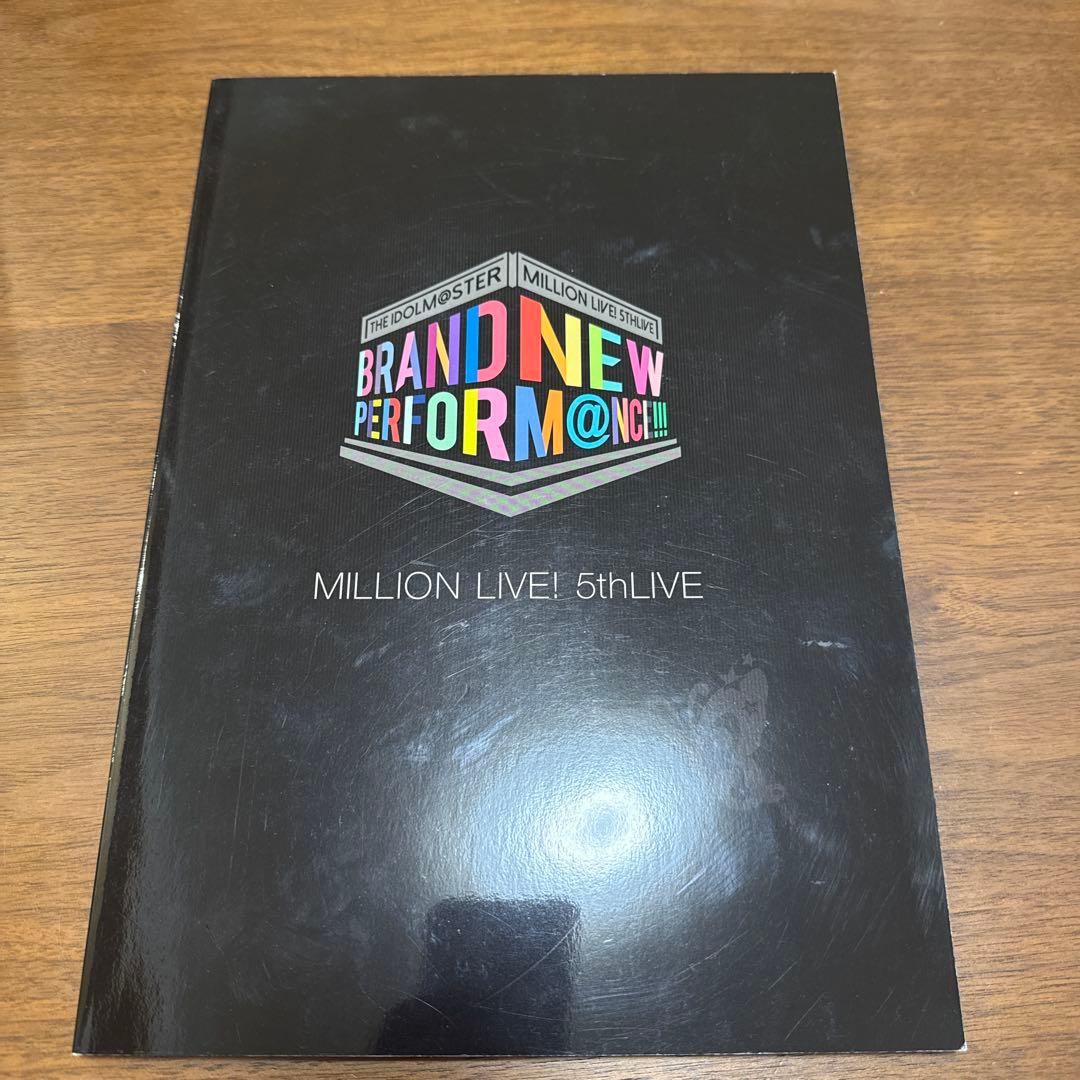 THE IDOLM@STER MILLION LIVE! 5THLIVE
BRAND NEW
PERFORM@NCE!!!
MILLION LIVE! 5thLIVE